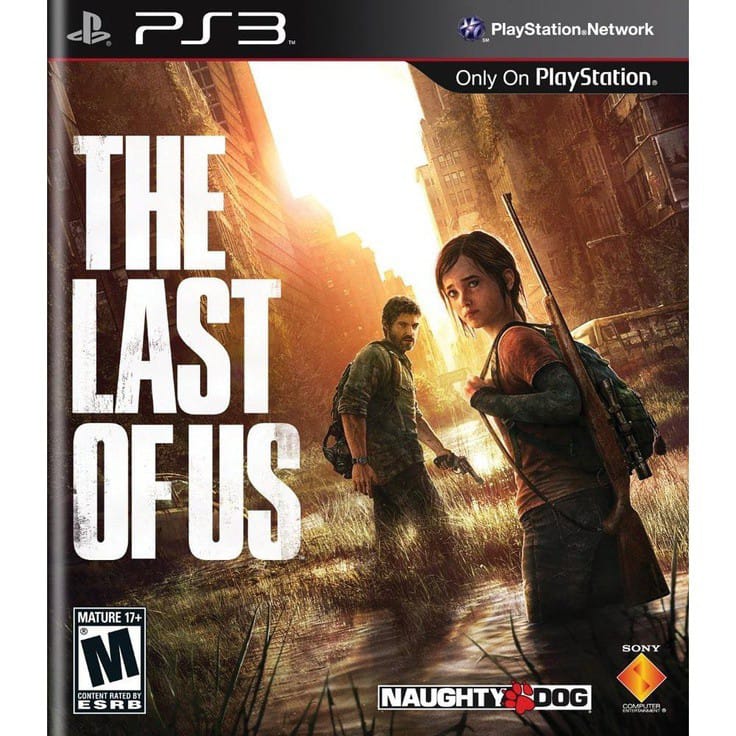 PS3
PlayStation®Network
Only On PlayStation®
THE
LAST
OF US
MATURE 17+
M
CONTENT RATED BY
ESRB
NAUGHTY DOG
SONY
COMPUTER
ENTERTAINMENT